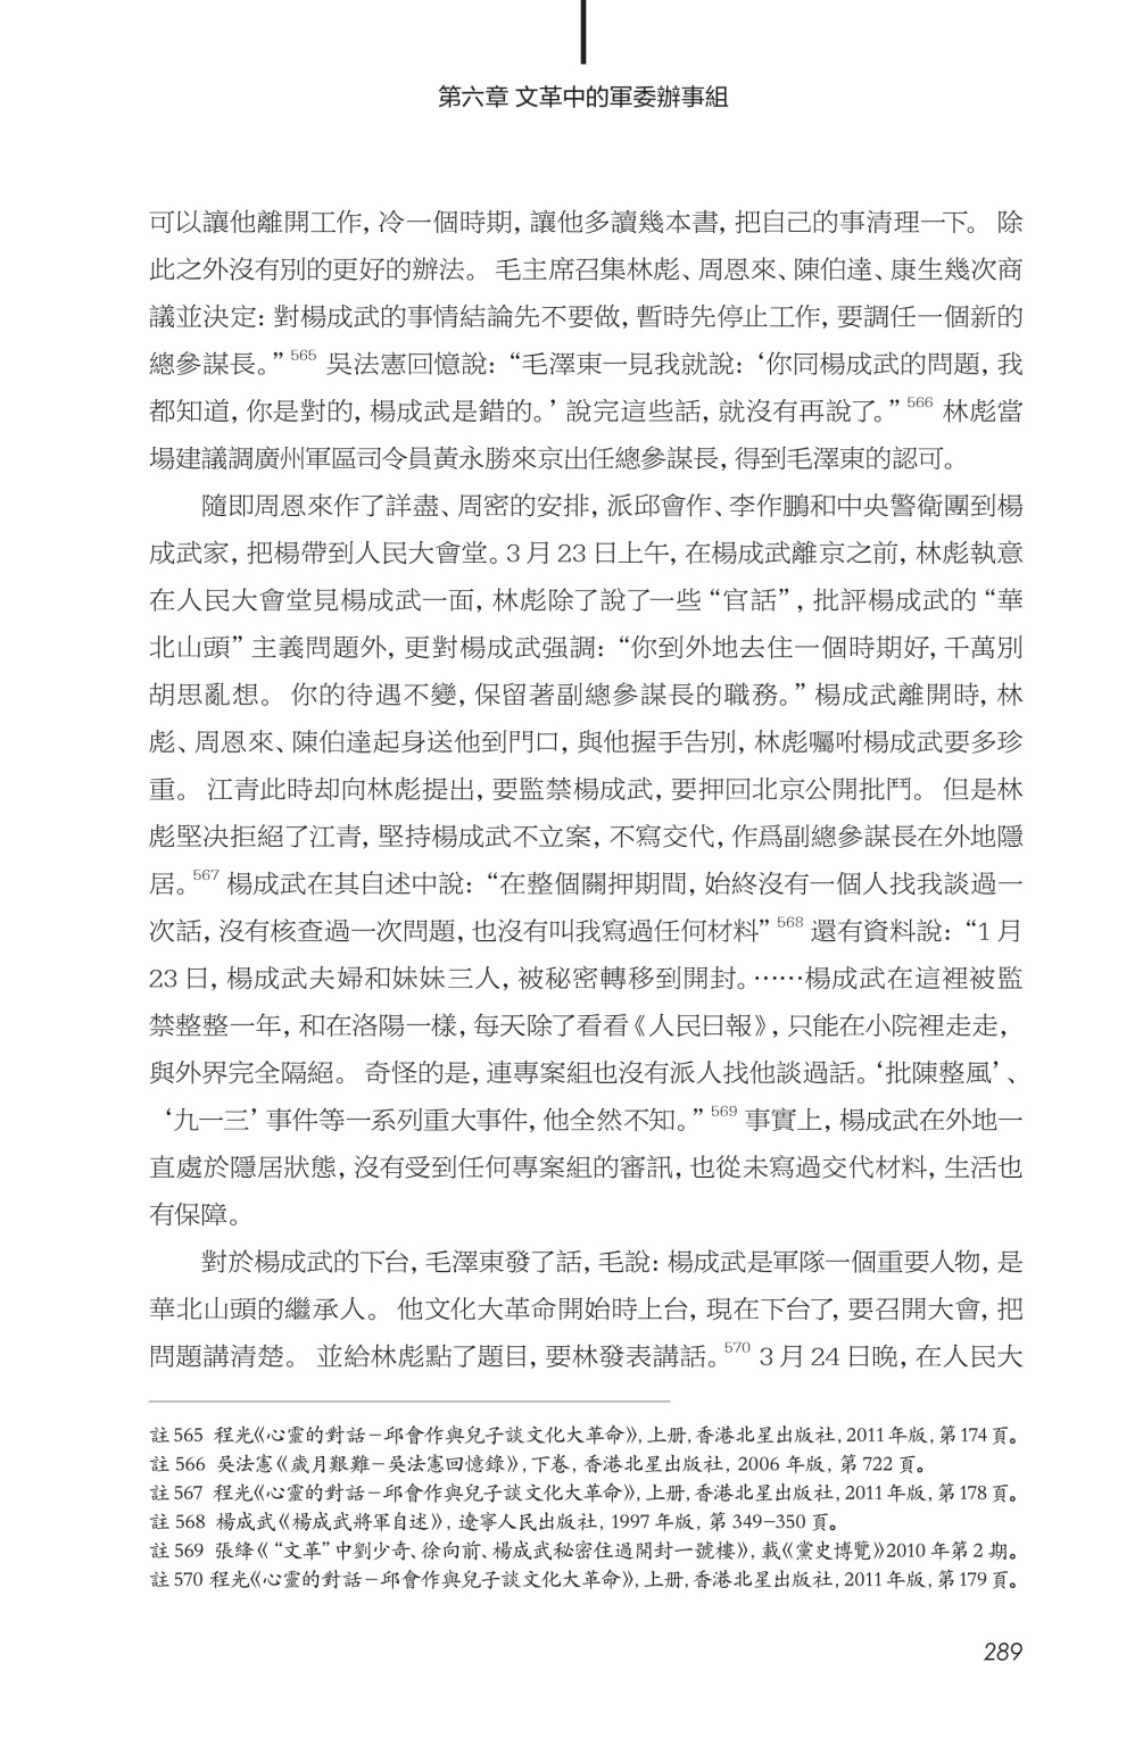 第六章 文革中的軍委辦事組
可以讓他離開工作，冷一個時期，讓他多讀幾本書，把自己的事清理一下。 除
此之外沒有別的更好的辦法。 毛主席召集林彪、周恩來、陳伯達、康生幾次商
議並決定：對楊成武的事情結論先不要做，暫時先停止工作，要調任一個新的
總參謀長。” 565 吳法憲回憶說：“毛澤東一見我就說：‘你同楊成武的問題，我
都知道，你是對的，楊成武是錯的。’ 說完這些話，就沒有再說了。” 566 林彪當
場建議調廣州軍區司令員黃永勝來京出任總參謀長，得到毛澤東的認可。
隨即周恩來作了詳盡、周密的安排，派邱會作、李作鵬和中央警衛團到楊
成武家，把楊帶到人民大會堂。3 月 23 日上午，在楊成武離京之前，林彪執意
在人民大會堂見楊成武一面，林彪除了說了一些 “官話”，批評楊成武的 “華
北山頭” 主義問題外，更對楊成武强調：“你到外地去住一個時期好，千萬別
胡思亂想。 你的待遇不變，保留著副總參謀長的職務。” 楊成武離開時，林
彪、周恩來、陳伯達起身送他到門口，與他握手告別，林彪囑咐楊成武要多珍
重。 江青此時却向林彪提出，要監禁楊成武，要押回北京公開批鬥。 但是林
彪堅决拒絕了江青，堅持楊成武不立案，不寫交代，作爲副總參謀長在外地隱
居。567 楊成武在其自述中說：“在整個關押期間，始終沒有一個人找我談過一
次話，沒有核查過一次問題，也沒有叫我寫過任何材料” 568 還有資料說：“1 月
23 日，楊成武夫婦和妹妹三人，被秘密轉移到開封。……楊成武在這裡被監
禁整整一年，和在洛陽一樣，每天除了看看《人民日報》，只能在小院裡走走，
與外界完全隔絕。 奇怪的是，連專案組也沒有派人找他談過話。‘批陳整風’、
‘九一三’ 事件等一系列重大事件，他全然不知。” 569 事實上，楊成武在外地一
直處於隱居狀態，沒有受到任何專案組的審訊，也從未寫過交代材料，生活也
有保障。
對於楊成武的下台，毛澤東發了話，毛說：楊成武是軍隊一個重要人物，是
華北山頭的繼承人。 他文化大革命開始時上台，現在下台了，要召開大會，把
問題講清楚。 並給林彪點了題目，要林發表講話。570 3 月 24 日晚，在人民大
註 565 程光《心靈的對話－邱會作與兒子談文化大革命》，上册，香港北星出版社，2011 年版，第 174 頁。
註 566 吳法憲《歲月艱難－吳法憲回憶錄》，下卷，香港北星出版社，2006 年版，第 722 頁。
註 567 程光《心靈的對話－邱會作與兒子談文化大革命》，上册，香港北星出版社，2011 年版，第 178 頁。
註 568 楊成武《楊成武將軍自述》，遼寧人民出版社，1997 年版，第 349–350 頁。
註 569 張絳《 “文革” 中劉少奇、徐向前、楊成武秘密住過開封一號樓》，載《黨史博覽》2010 年第 2 期。
註 570 程光《心靈的對話－邱會作與兒子談文化大革命》，上册，香港北星出版社，2011 年版，第 179 頁。
289